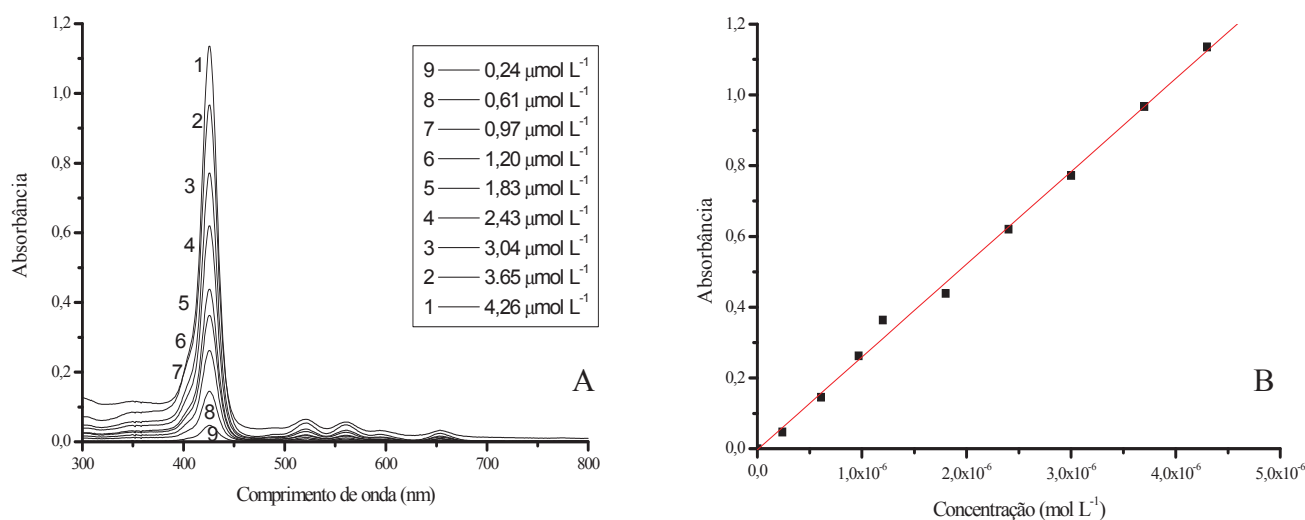 1,2
1,0
0,8
0,6
0,4
0,2
0,0
Absorbância
1
2
3
4
5
6
7
8
9
9 — 0,24 μmol L⁻¹
8 — 0,61 μmol L⁻¹
7 — 0,97 μmol L⁻¹
6 — 1,20 μmol L⁻¹
5 — 1,83 μmol L⁻¹
4 — 2,43 μmol L⁻¹
3 — 3,04 μmol L⁻¹
2 — 3.65 μmol L⁻¹
1 — 4,26 μmol L⁻¹
A
300 400 500 600 700 800
Comprimento de onda (nm)
1,2
1,0
0,8
0,6
0,4
0,2
0,0
Absorbância
B
0,0 1,0x10⁻⁶ 2,0x10⁻⁶ 3,0x10⁻⁶ 4,0x10⁻⁶ 5,0x10⁻⁶
Concentração (mol L⁻¹)